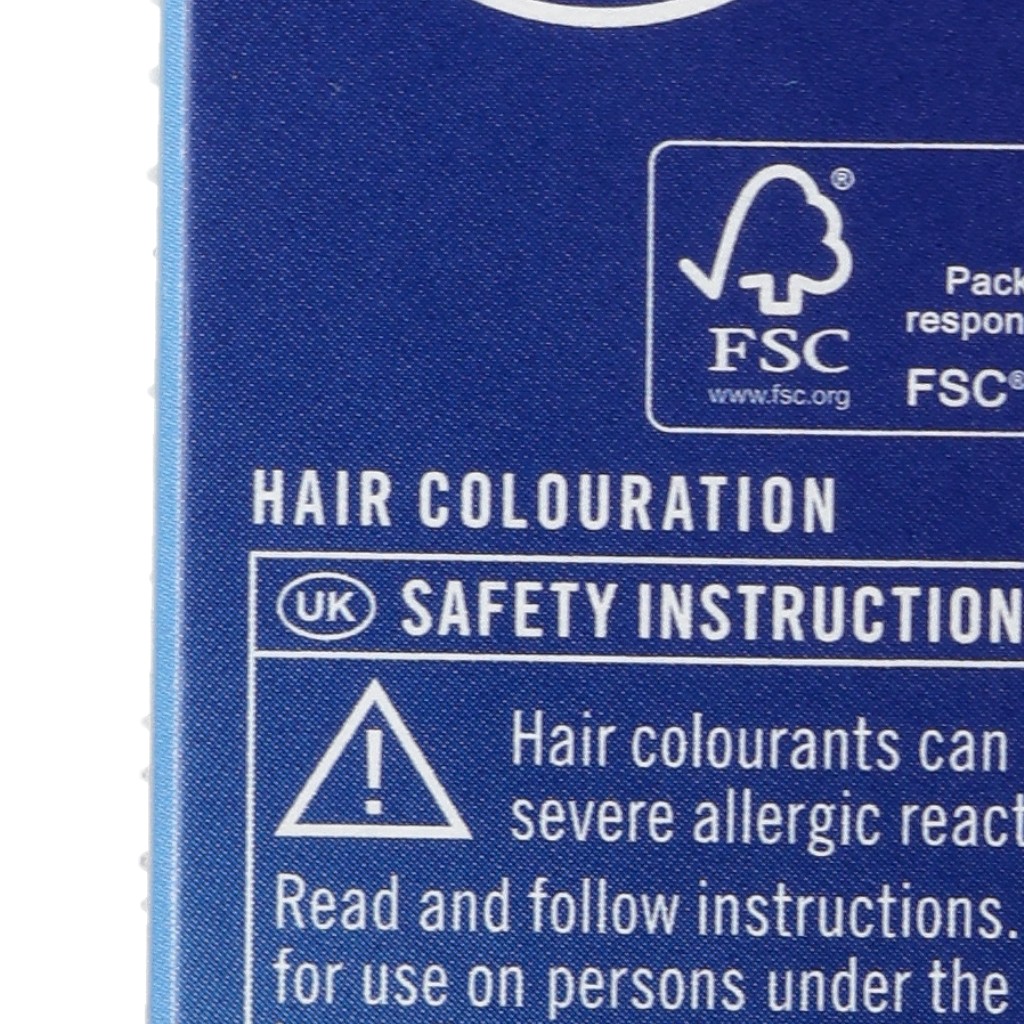 ®
FSC
www.fsc.org
Pack
respon
FSC®
HAIR COLOURATION
UK SAFETY INSTRUCTION
!
Hair colourants can
severe allergic react
Read and follow instructions.
for use on persons under the